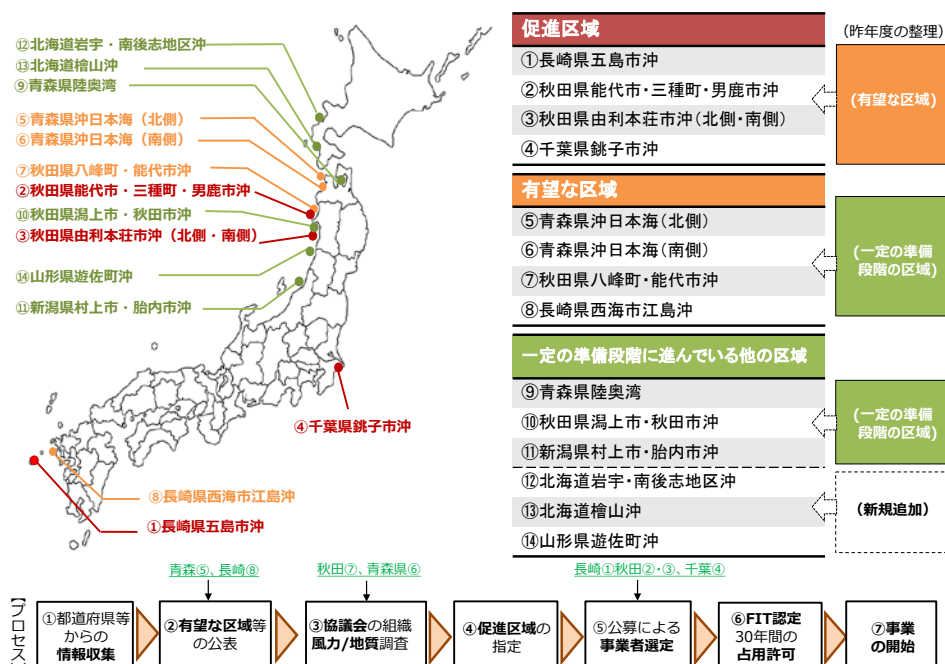 ⑫北海道岩宇・南後志地区沖
⑬北海道檜山沖
⑨青森県陸奥湾
⑤青森県沖日本海（北側）
⑥青森県沖日本海（南側）
⑦秋田県八峰町・能代市沖
②秋田県能代市・三種町・男鹿市沖
⑩秋田県潟上市・秋田市沖
③秋田県由利本荘市沖（北側・南側）
⑭山形県遊佐町沖
⑪新潟県村上市・胎内市沖
④千葉県銚子市沖
⑧長崎県西海市江島沖
①長崎県五島市沖
促進区域
①長崎県五島市沖
②秋田県能代市・三種町・男鹿市沖
③秋田県由利本荘市沖（北側・南側）
④千葉県銚子市沖
有望な区域
⑤青森県沖日本海（北側）
⑥青森県沖日本海（南側）
⑦秋田県八峰町・能代市沖
⑧長崎県西海市江島沖
一定の準備段階に進んでいる他の区域
⑨青森県陸奥湾
⑩秋田県潟上市・秋田市沖
⑪新潟県村上市・胎内市沖
⑫北海道岩宇・南後志地区沖
⑬北海道檜山沖
⑭山形県遊佐町沖
（昨年度の整理）
(有望な区域)
(一定の準備
段階の区域)
(一定の準備
段階の区域)
(新規追加)
青森⑤、長崎⑧
秋田⑦、青森県⑥
長崎①秋田②・③、千葉④
【プロセス
①都道府県等
からの
情報収集
②有望な区域等
の公表
③協議会の組織
風力/地質調査
④促進区域の
指定
⑤公募による
事業者選定
⑥FIT認定
30年間の
占用許可
⑦事業
の開始